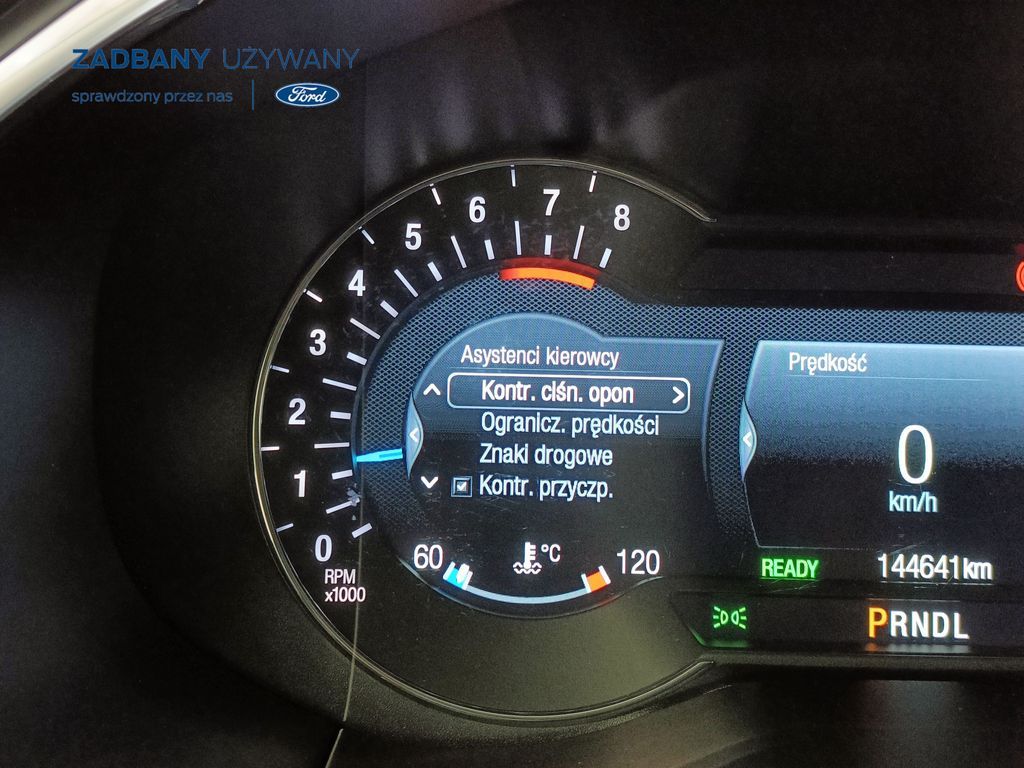 ZADBANY UŻYWANY
sprawdzony przez nas
Ford
0
1
2
3
4
5
6
7
8
RPM
x1000
Asystenci kierowcy
Kontr. ciśn. opon
Ogranicz. prędkości
Znaki drogowe
Kontr. przyczp.
60
°C
120
Prędkość
0
km/h
READY
144641km
PRNDL